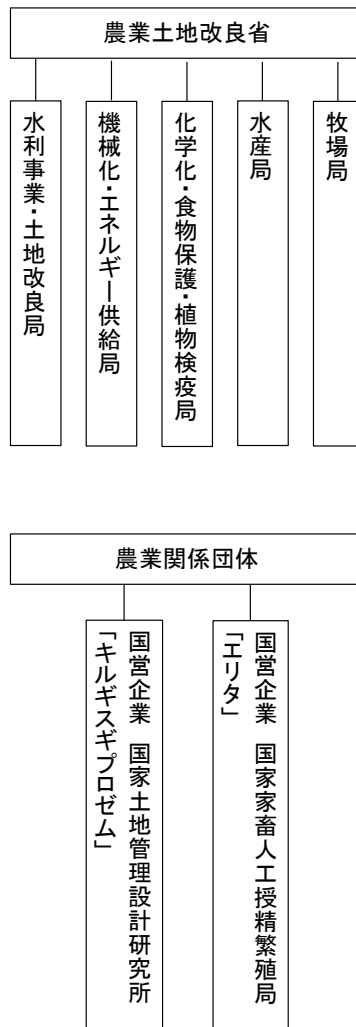 農業土地改良省
牧場局
水産局
化学化・食物保護・植物検疫局
機械化・エネルギー供給局
水利事業・土地改良局
農業関係団体
国営企業 国家家畜人工授精繁殖局
「エリタ」
国営企業 国家土地管理設計研究所
「キルギスギプロゼム」